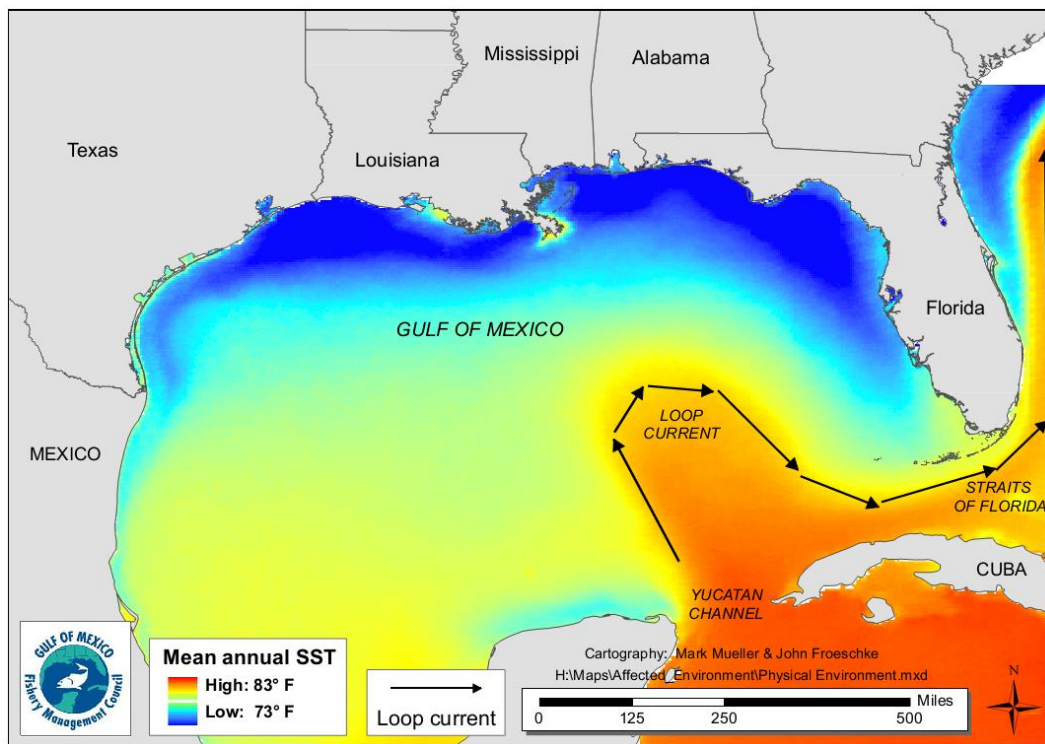 Mississippi
Alabama
Texas
Louisiana
Florida
GULF OF MEXICO
LOOP
CURRENT
MEXICO
STRAITS
OF FLORIDA
CUBA
YUCATAN
CHANNEL
GULF OF MEXICO
Fishery Management Council
Mean annual SST
High: 83° F
Low: 73° F
Loop current
Cartography: Mark Mueller & John Froeschke
H:\Maps\Affected_Environment\Physical Environment.mxd
Miles
0 125 250 500
N